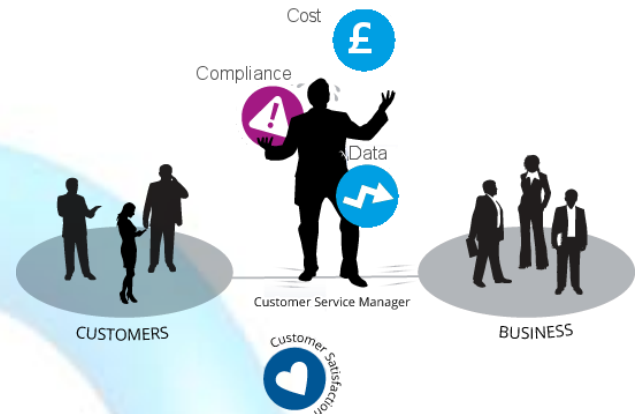 Cost
£
Compliance
!
Data
Customer Service Manager
CUSTOMERS
BUSINESS
Customer Satisfaction